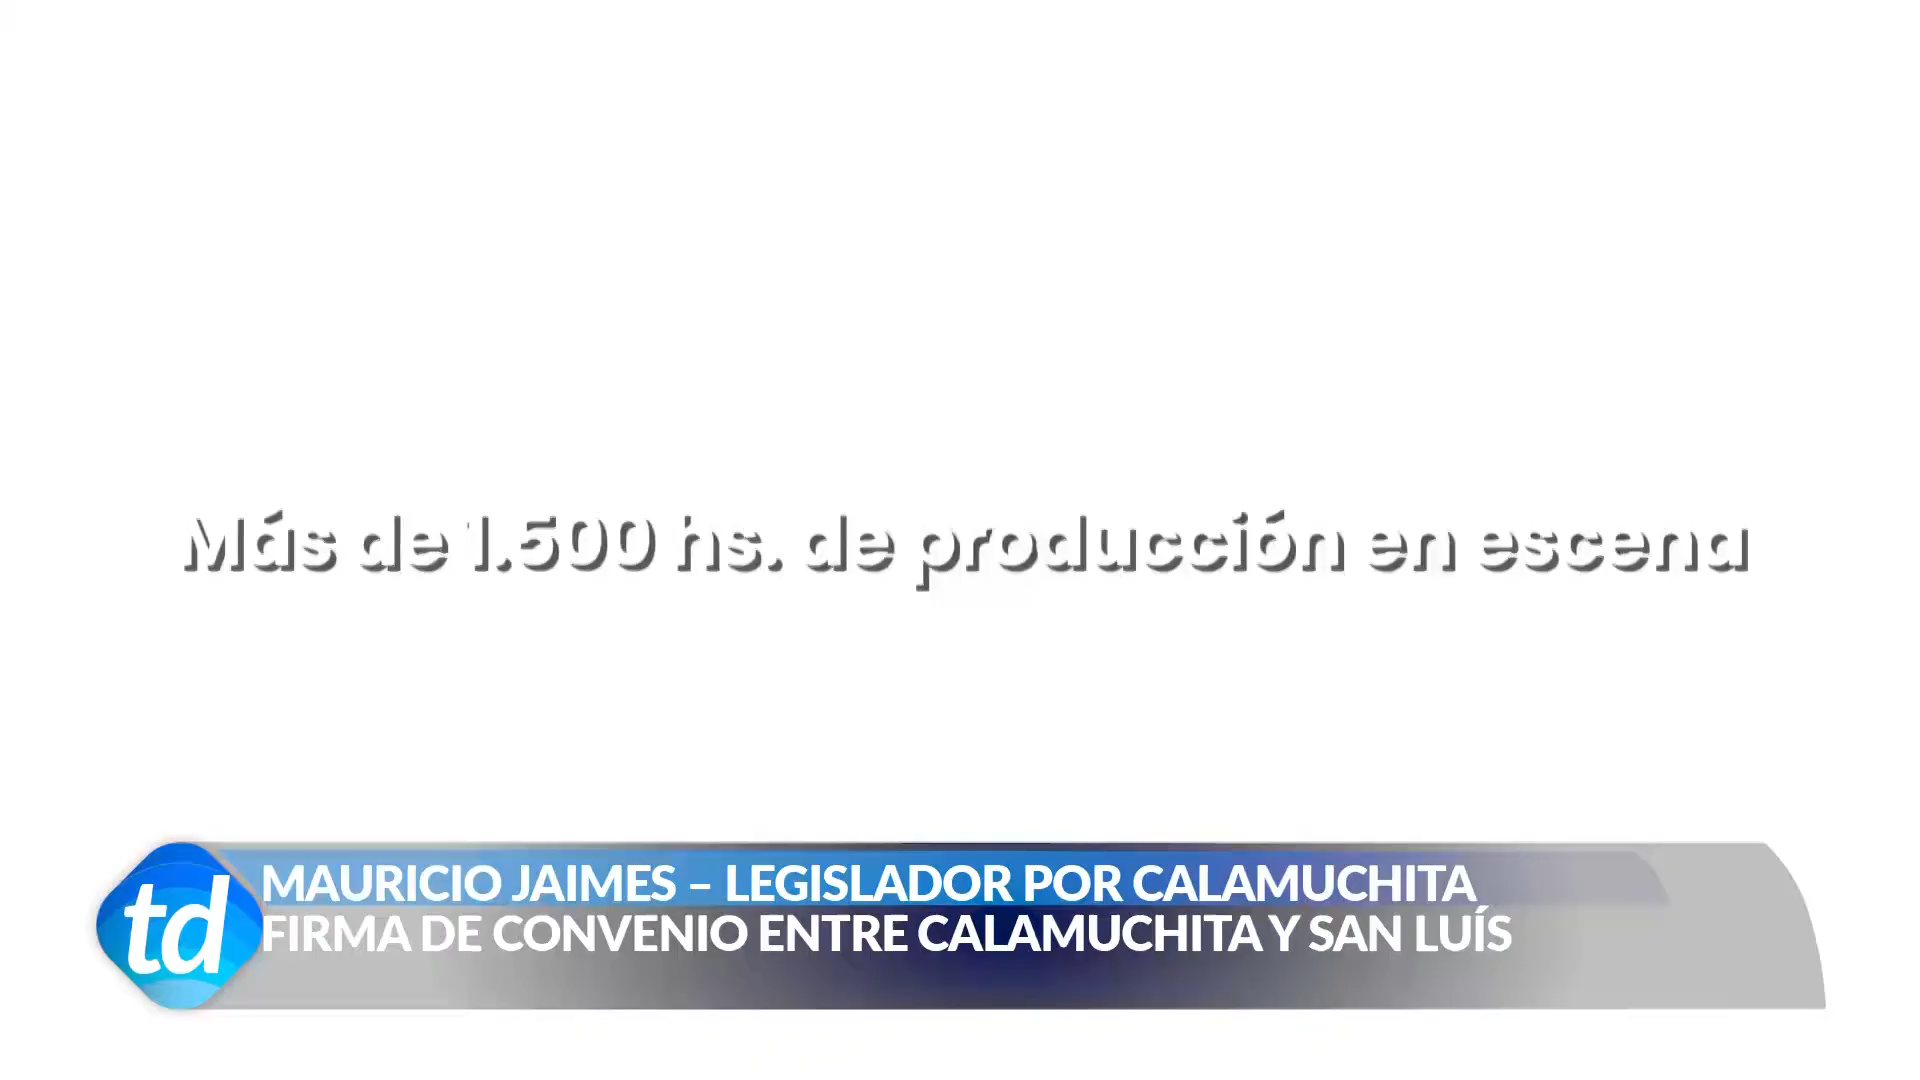 Más de 1.500 hs. de producción en escena
td
MAURICIO JAIMES – LEGISLADOR POR CALAMUCHITA
FIRMA DE CONVENIO ENTRE CALAMUCHITA Y SAN LUÍS